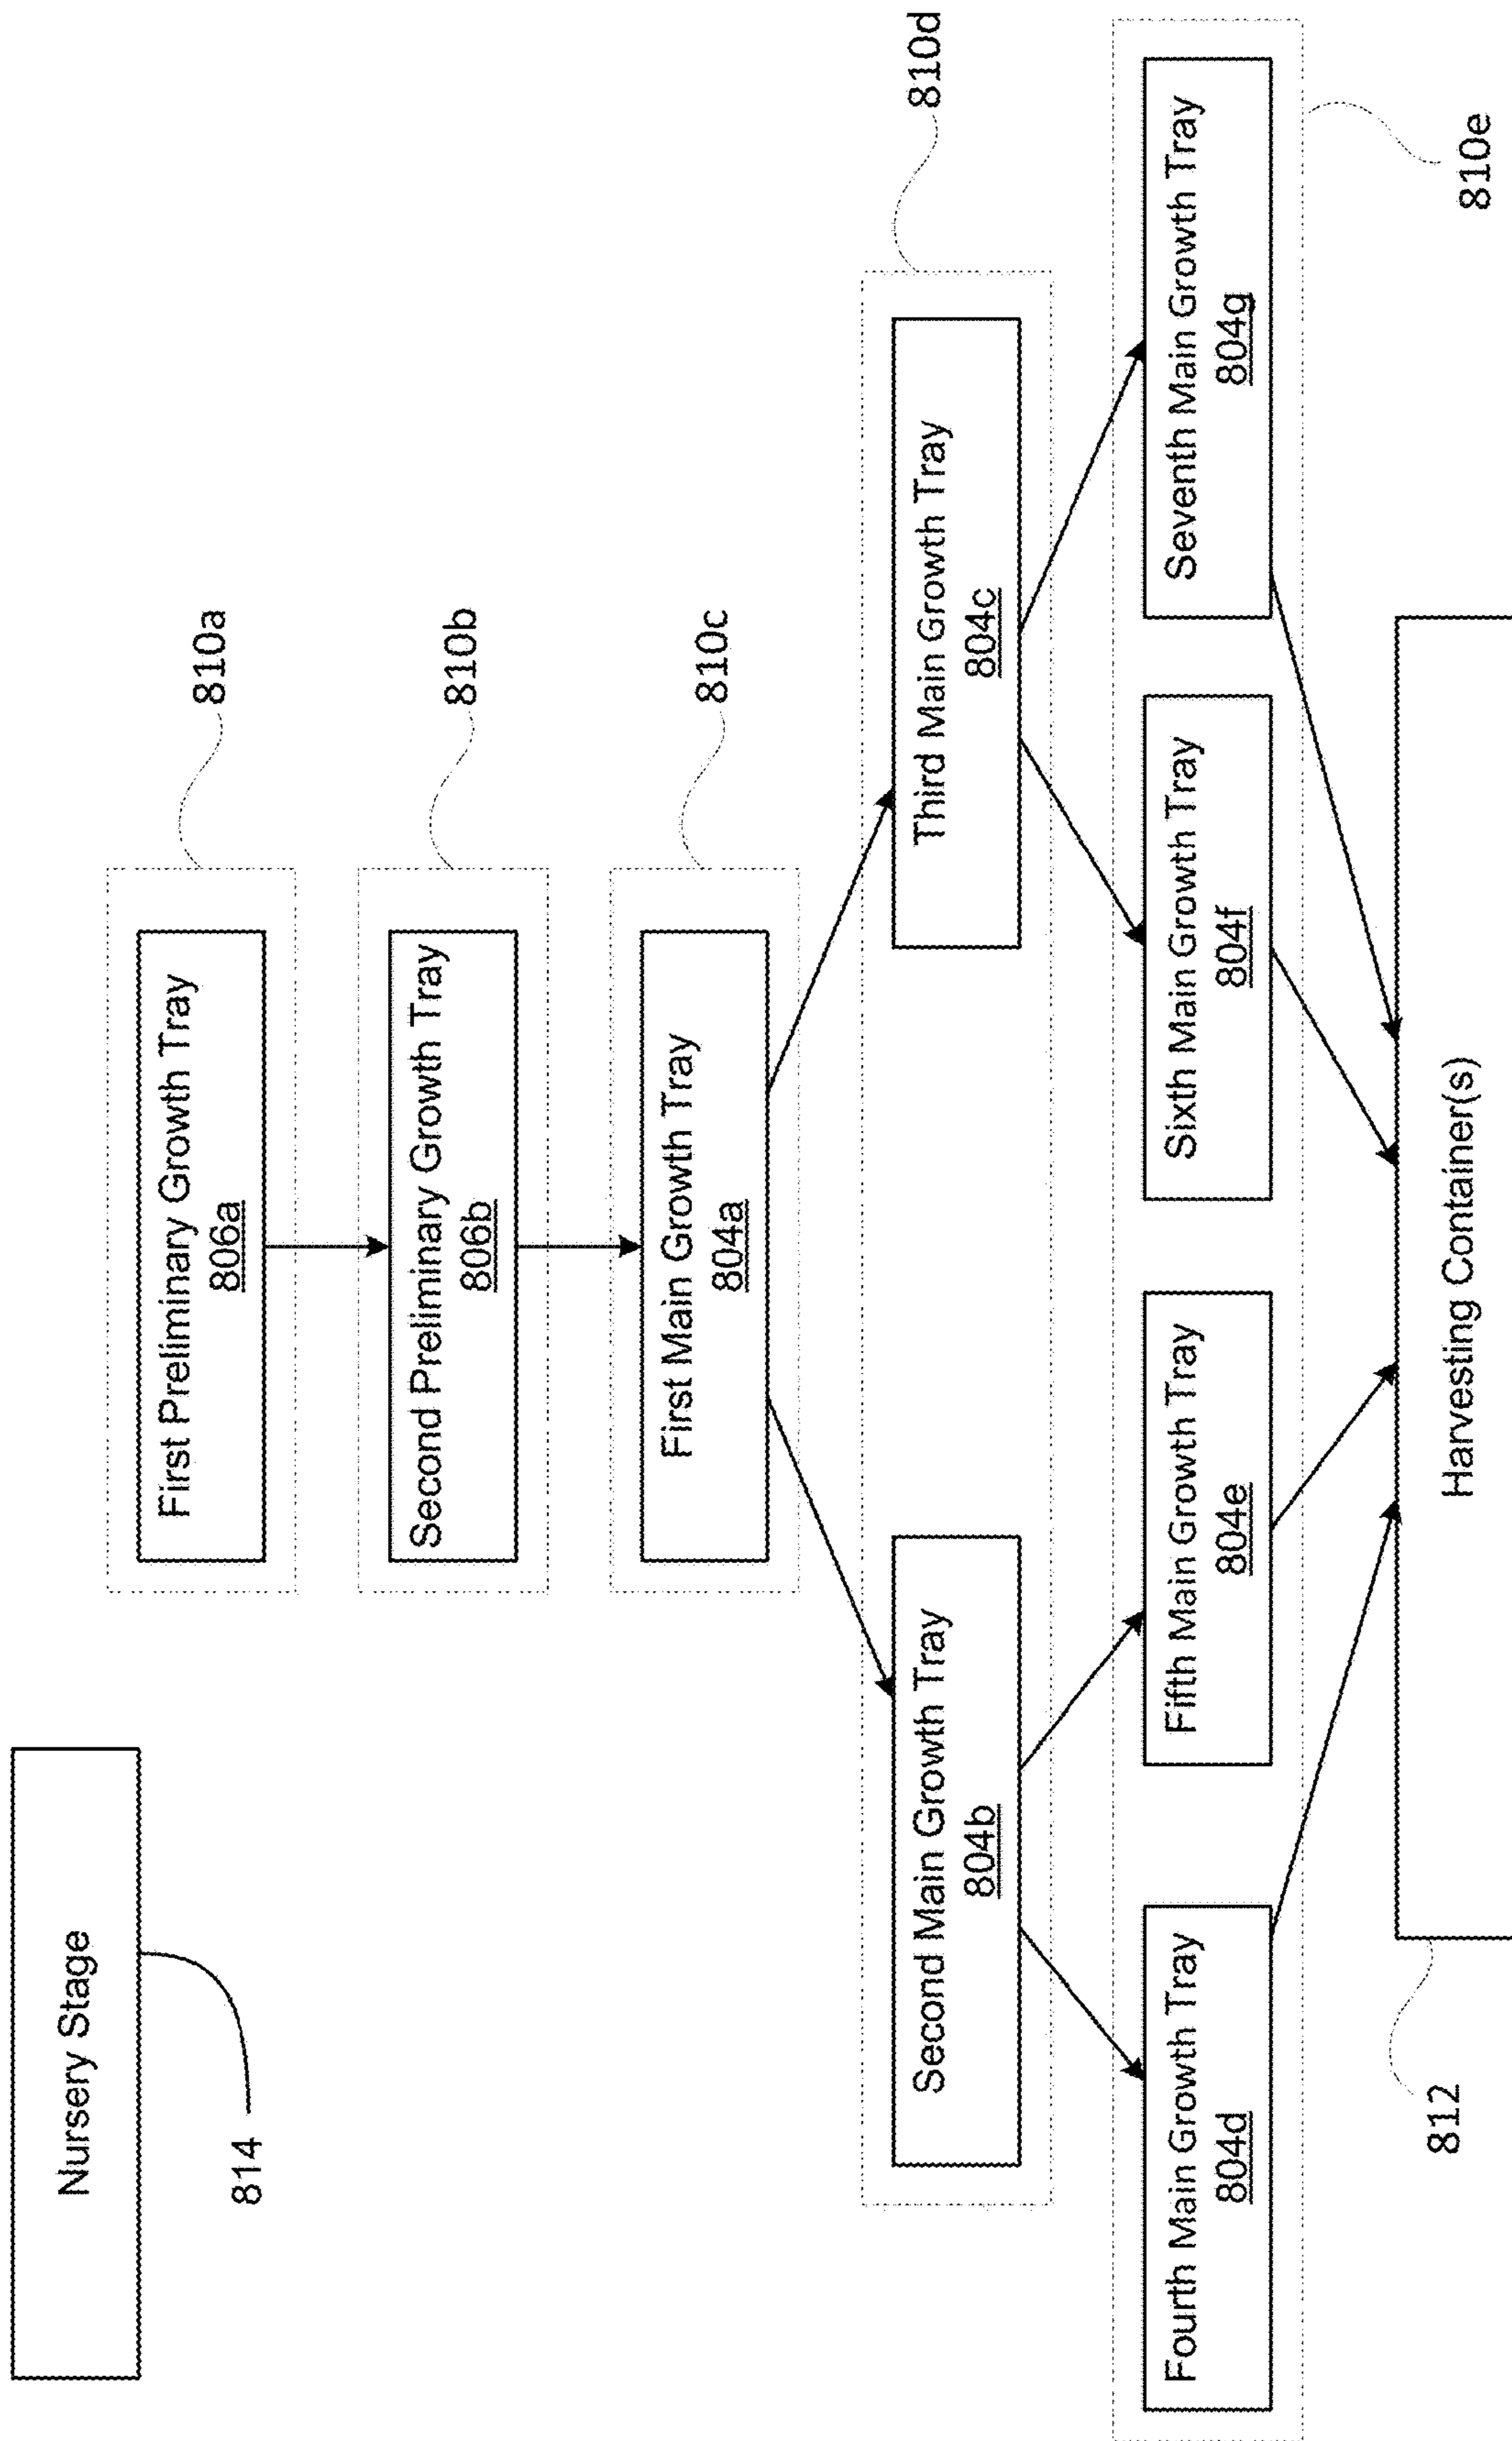 Nursery Stage
814
First Preliminary Growth Tray
806a
810a
Second Preliminary Growth Tray
806b
810b
First Main Growth Tray
804a
810c
Second Main Growth Tray
804b
Third Main Growth Tray
804c
810d
Fourth Main Growth Tray
804d
Fifth Main Growth Tray
804e
Sixth Main Growth Tray
804f
Seventh Main Growth Tray
804g
810e
Harvesting Container(s)
812